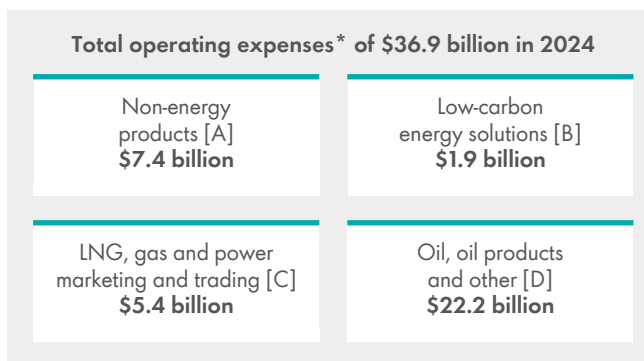 Total operating expenses* of $36.9 billion in 2024
Non-energy
products [A]
$7.4 billion
Low-carbon
energy solutions [B]
$1.9 billion
LNG, gas and power
marketing and trading [C]
$5.4 billion
Oil, oil products
and other [D]
$22.2 billion